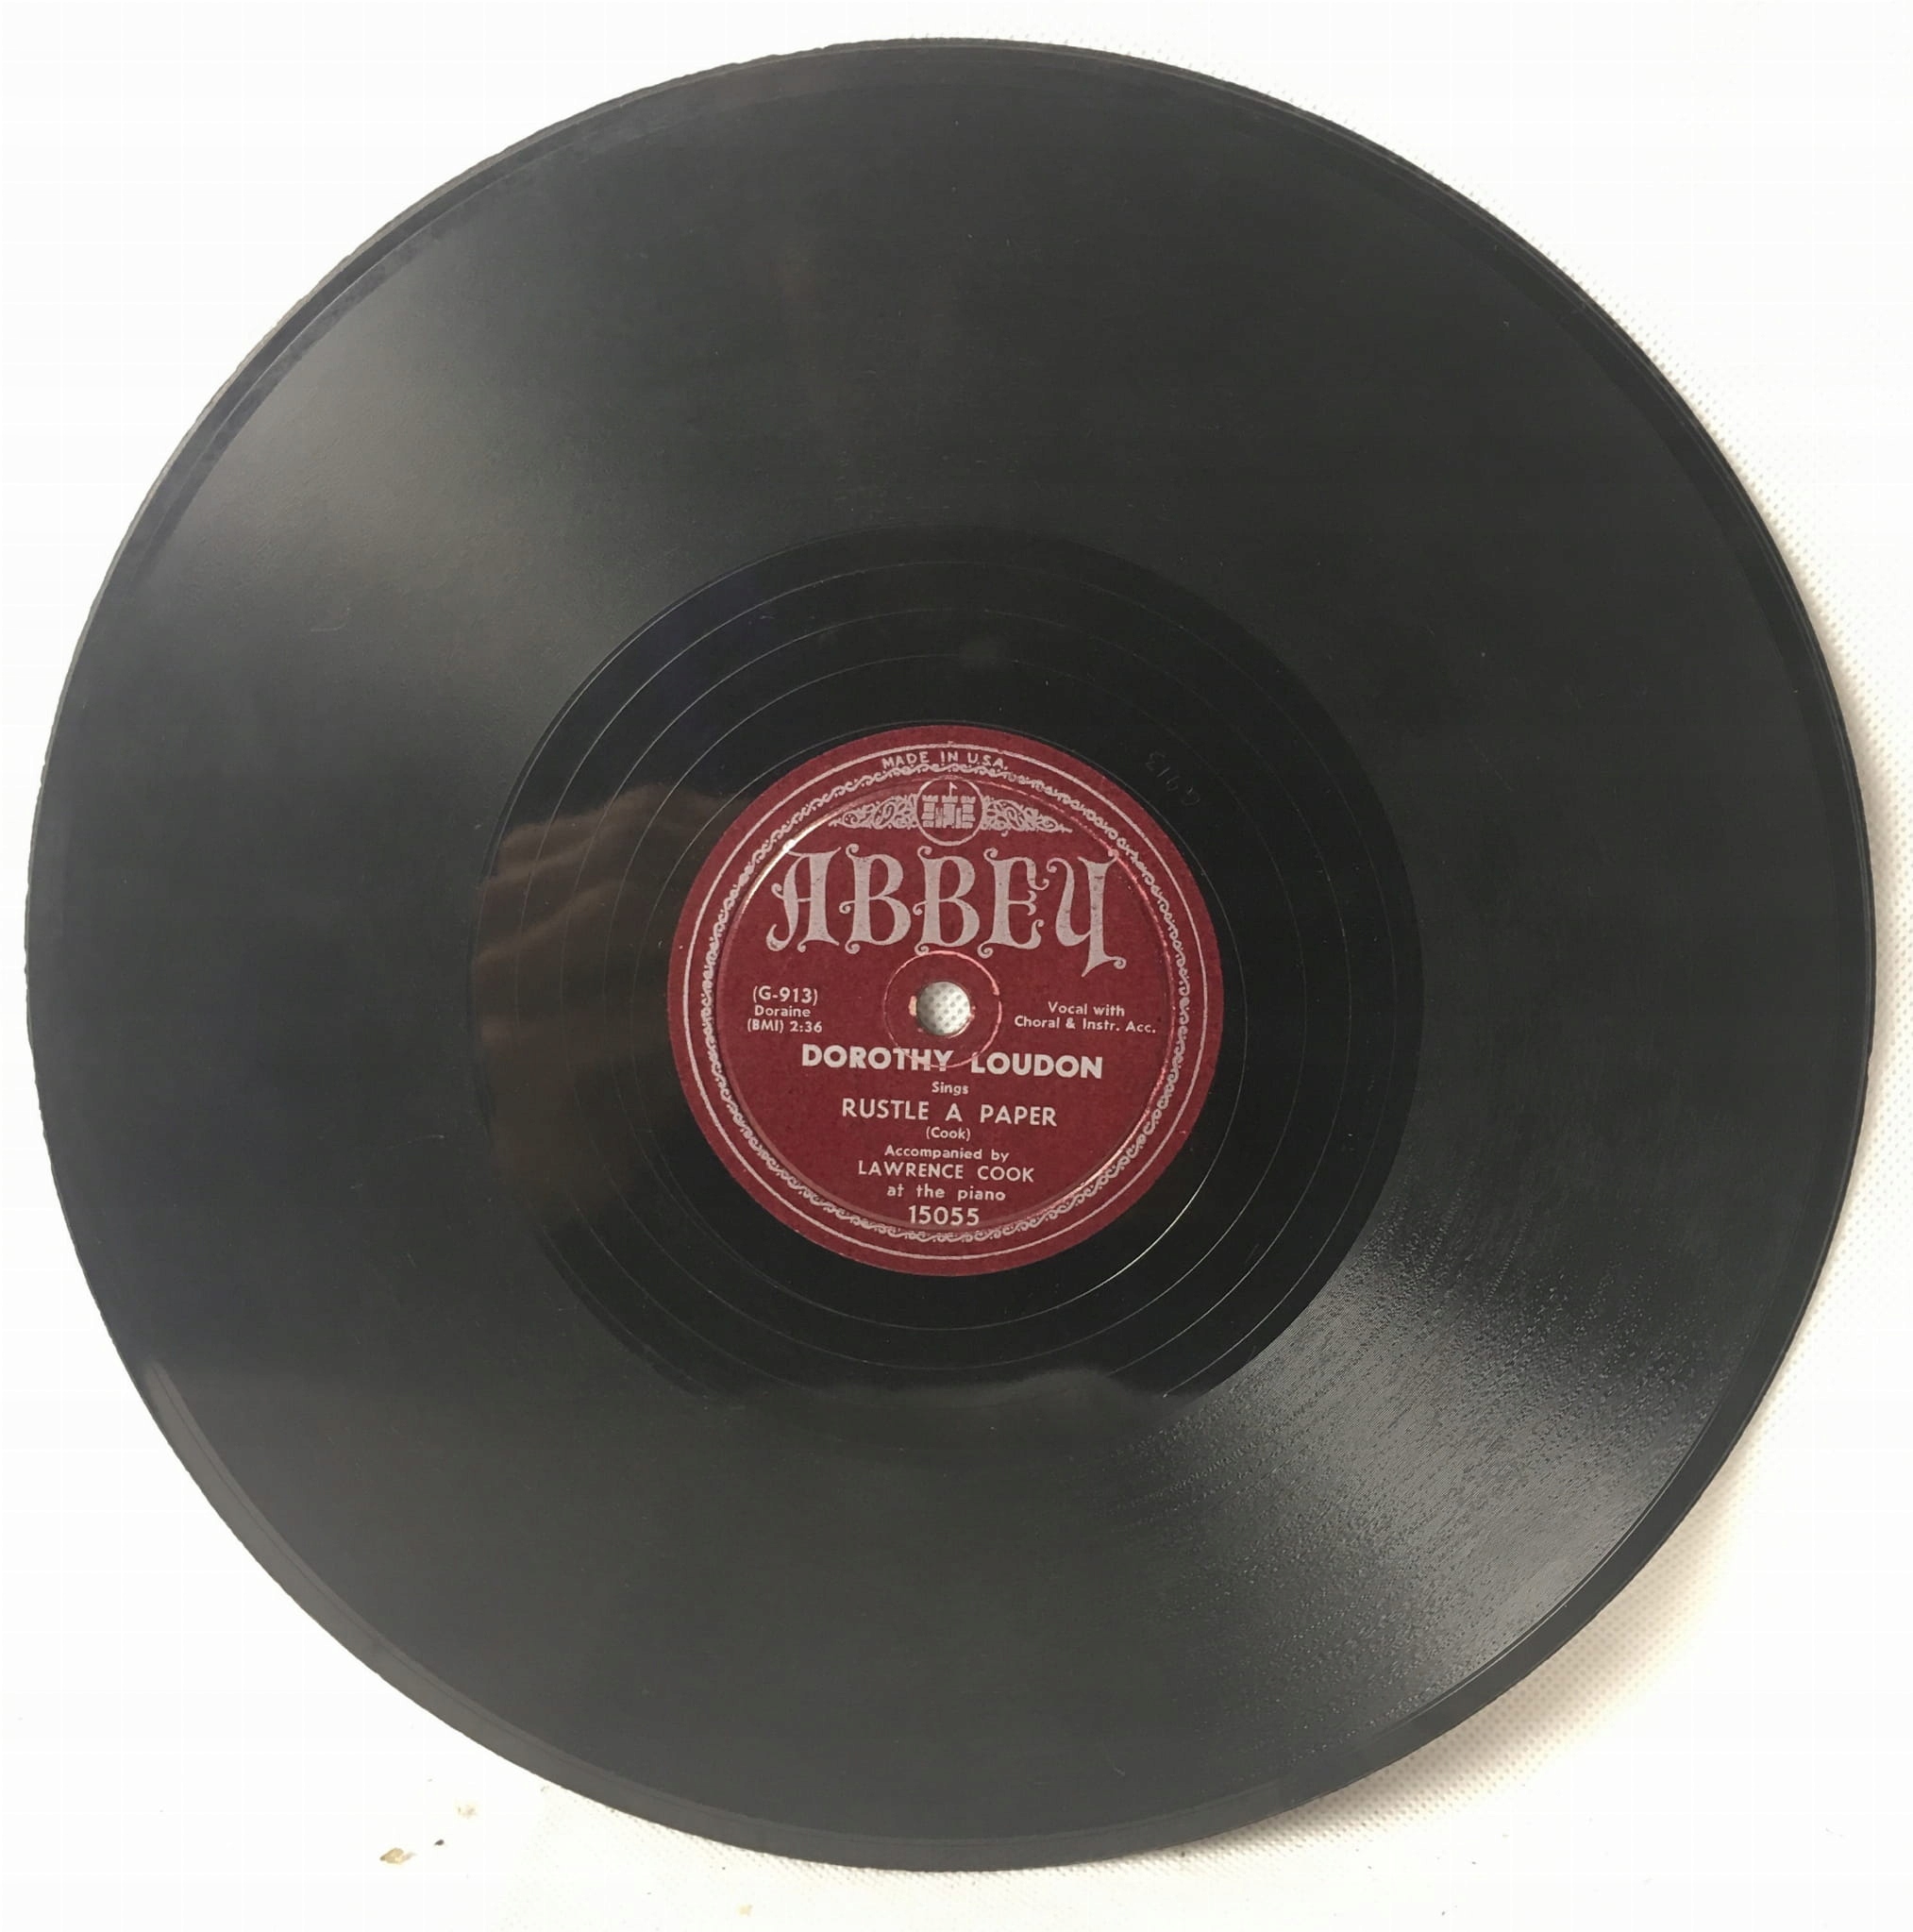 MADE IN U.S.A.
ABBEY
(G-913)
Doraine
(BMI) 2:36
Vocal with
Choral & Instr. Acc.
DOROTHY LOUDON
Sings
RUSTLE A PAPER
(Cook)
Accompanied by
LAWRENCE COOK
at the piano
15055